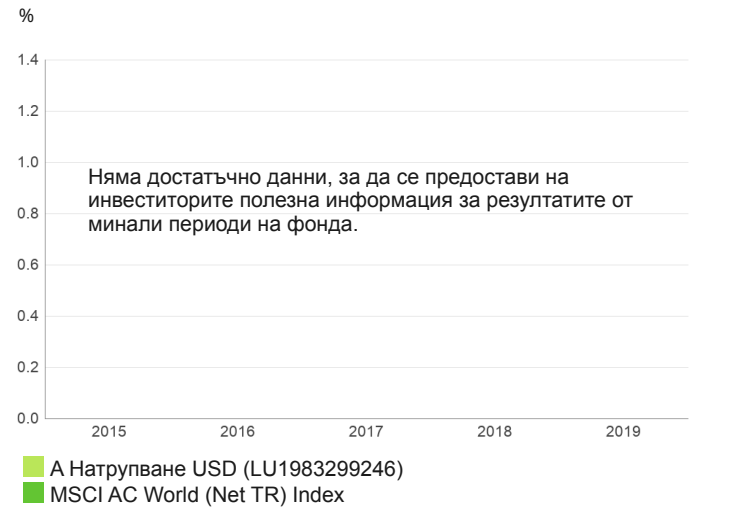 %
1.4
1.2
1.0
Няма достатъчно данни, за да се предостави на
инвеститорите полезна информация за резултатите от
0.8
минали периоди на фонда.
0.6
0.4
0.2
0.0
2015 2016 2017 2018 2019
А Натрупване USD (LU1983299246)
MSCI AC World (Net TR) Index